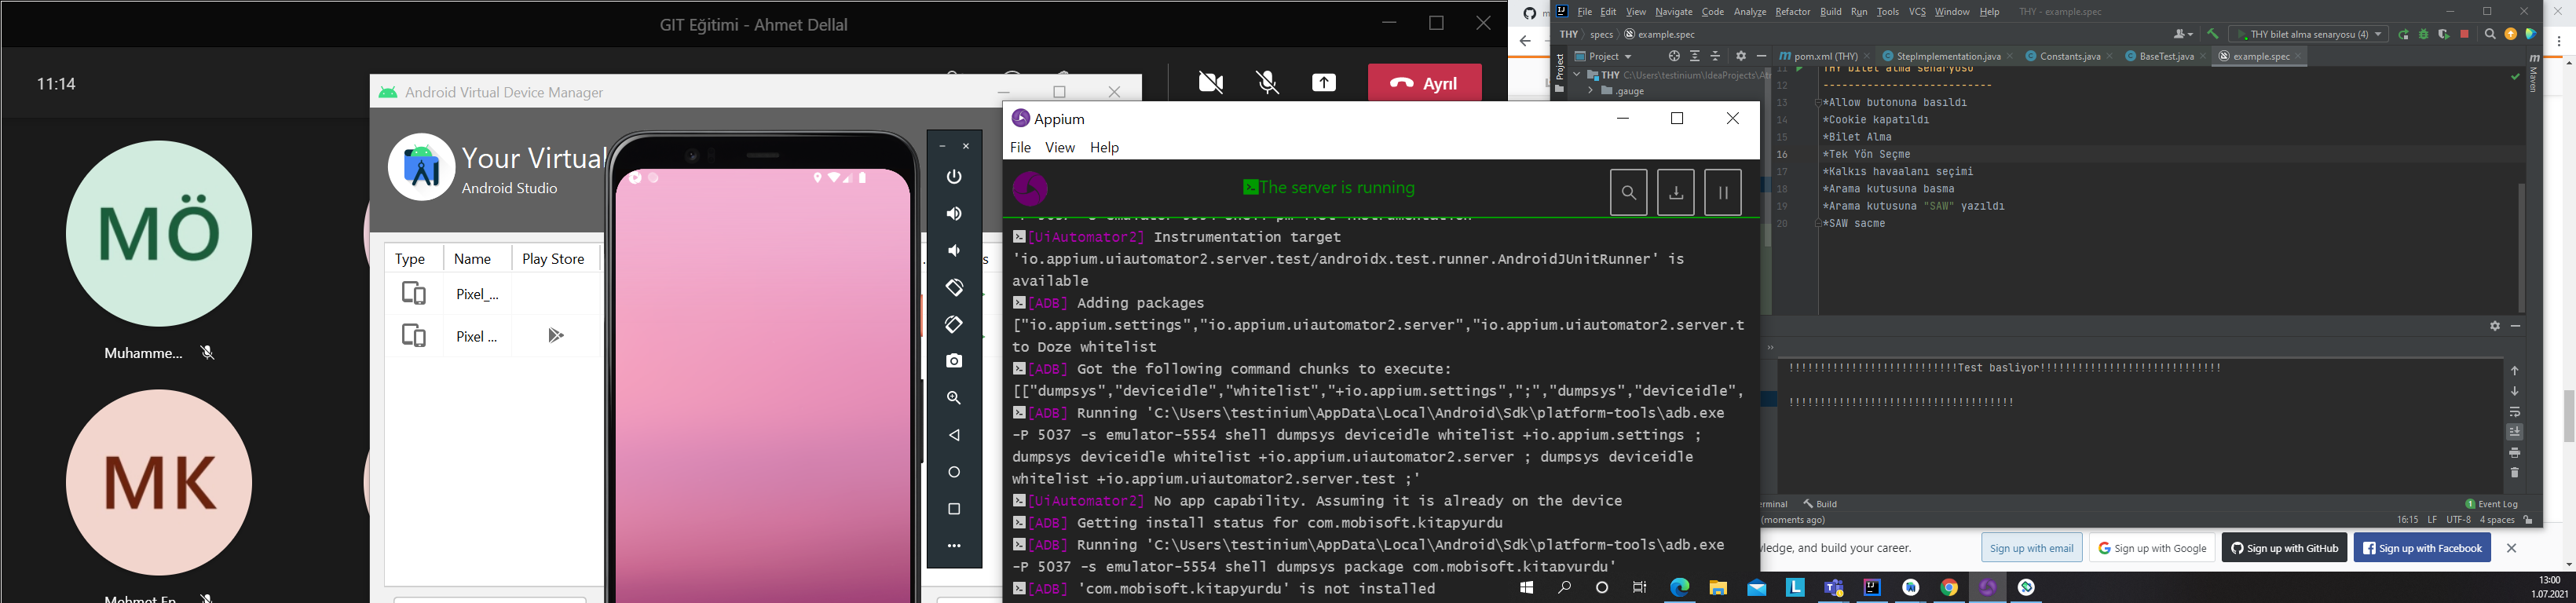 GIT Eğitimi - Ahmet Dellal
11:14
Ayrıl
MÖ
Muhamme...
MK
Mehmet En
Android Virtual Device Manager
Your Virtual
Android Studio
Type Name Play Store
Pixel_...
Pixel ...
Appium
File View Help
The server is running
[UiAutomator2] Instrumentation target
'io.appium.uiautomator2.server.test/androidx.test.runner.AndroidJUnitRunner' is
available
[ADB] Adding packages
["io.appium.settings","io.appium.uiautomator2.server","io.appium.uiautomator2.server.t
to Doze whitelist
[ADB] Got the following command chunks to execute:
[["dumpsys","deviceidle","whitelist","+io.appium.settings",";","dumpsys","deviceidle",
[ADB] Running 'C:\Users\testinium\AppData\Local\Android\Sdk\platform-tools\adb.exe
-P 5037 -s emulator-5554 shell dumpsys deviceidle whitelist +io.appium.settings ;
dumpsys deviceidle whitelist +io.appium.uiautomator2.server ; dumpsys deviceidle
whitelist +io.appium.uiautomator2.server.test ;'
[UiAutomator2] No app capability. Assuming it is already on the device
[ADB] Getting install status for com.mobisoft.kitapyurdu
[ADB] Running 'C:\Users\testinium\AppData\Local\Android\Sdk\platform-tools\adb.exe
-P 5037 -s emulator-5554 shell dumpsys package com.mobisoft.kitapyurdu'
[ADB] 'com.mobisoft.kitapyurdu' is not installed
File Edit View Navigate Code Analyze Refactor Build Run Tools VCS Window Help THY - example.spec
THY specs example.spec
THY bilet alma senaryosu (4)
Project
pom.xml (THY) StepImplementation.java Constants.java BaseTest.java example.spec
Project
Maven
THY C:\Users\testinium\IdeaProjects\
.gauge
11 THY bilet alma senaryosu
12 ---------------------------
13 *Allow butonuna basıldı
14 *Cookie kapatıldı
15 *Bilet Alma
16 *Tek Yön Seçme
17 *Kalkıs havaalanı seçimi
18 *Arama kutusuna basma
19 *Arama kutusuna "SAW" yazıldı
20 *SAW sacme
!!!!!!!!!!!!!!!!!!!!!!!!!!!Test basliyor!!!!!!!!!!!!!!!!!!!!!!!!!!!!!
!!!!!!!!!!!!!!!!!!!!!!!!!!!!!!!!!!!!
Build
1 Event Log
(moments ago)
16:15 LF UTF-8 4 spaces
and build your career.
Sign up with email
Sign up with Google
Sign up with GitHub
Sign up with Facebook
13:00
1.07.2021